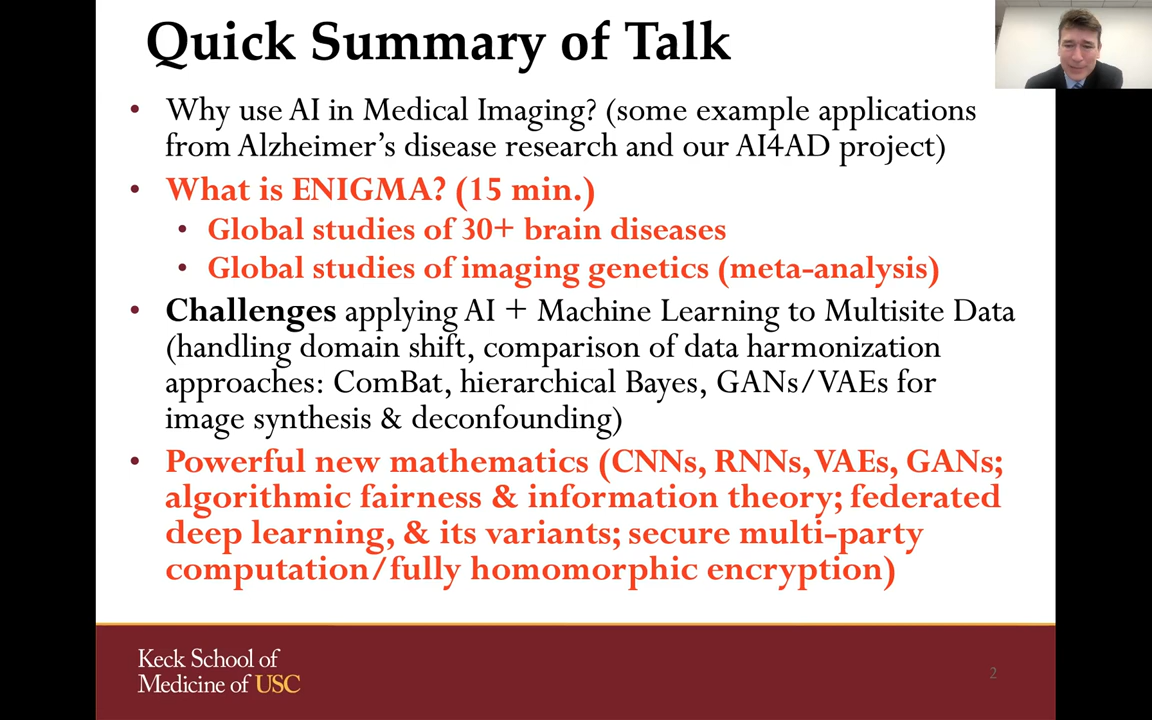 Quick Summary of Talk
• Why use AI in Medical Imaging? (some example applications
from Alzheimer's disease research and our AI4AD project)
• What is ENIGMA? (15 min.)
• Global studies of 30+ brain diseases
• Global studies of imaging genetics (meta-analysis)
• Challenges applying AI + Machine Learning to Multisite Data
(handling domain shift, comparison of data harmonization
approaches: ComBat, hierarchical Bayes, GANs/VAEs for
image synthesis & deconfounding)
• Powerful new mathematics (CNNs, RNNs, VAEs, GANs;
algorithmic fairness & information theory; federated
deep learning, & its variants; secure multi-party
computation/fully homomorphic encryption)
Keck School of
Medicine of USC
2